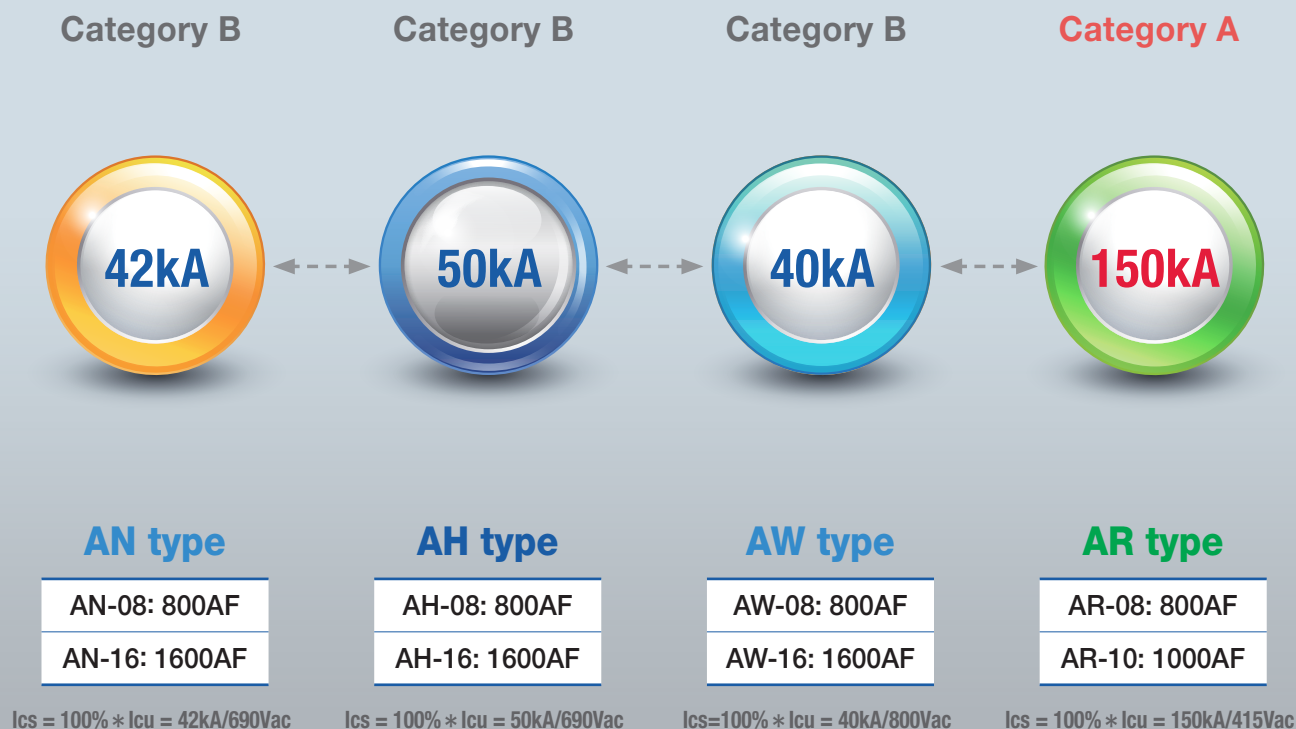 Category B
Category B
Category B
Category A
42kA
50kA
40kA
150kA
AN type
AH type
AW type
AR type
AN-08: 800AF
AH-08: 800AF
AW-08: 800AF
AR-08: 800AF
AN-16: 1600AF
AH-16: 1600AF
AW-16: 1600AF
AR-10: 1000AF
Ics = 100% * Icu = 42kA/690Vac
Ics = 100% * Icu = 50kA/690Vac
Ics=100% * Icu = 40kA/800Vac
Ics = 100% * Icu = 150kA/415Vac